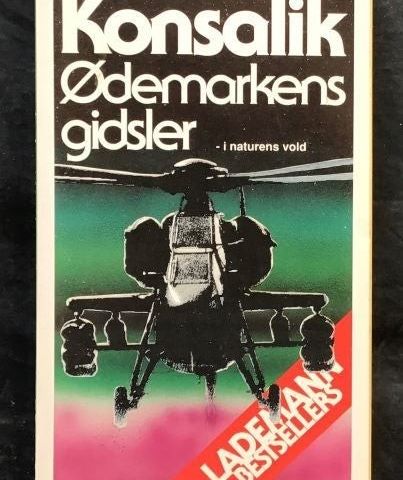 Konsalik
Ødemarkens
gidsler
- i naturens vold
LADEMANN
BESTSELLERS